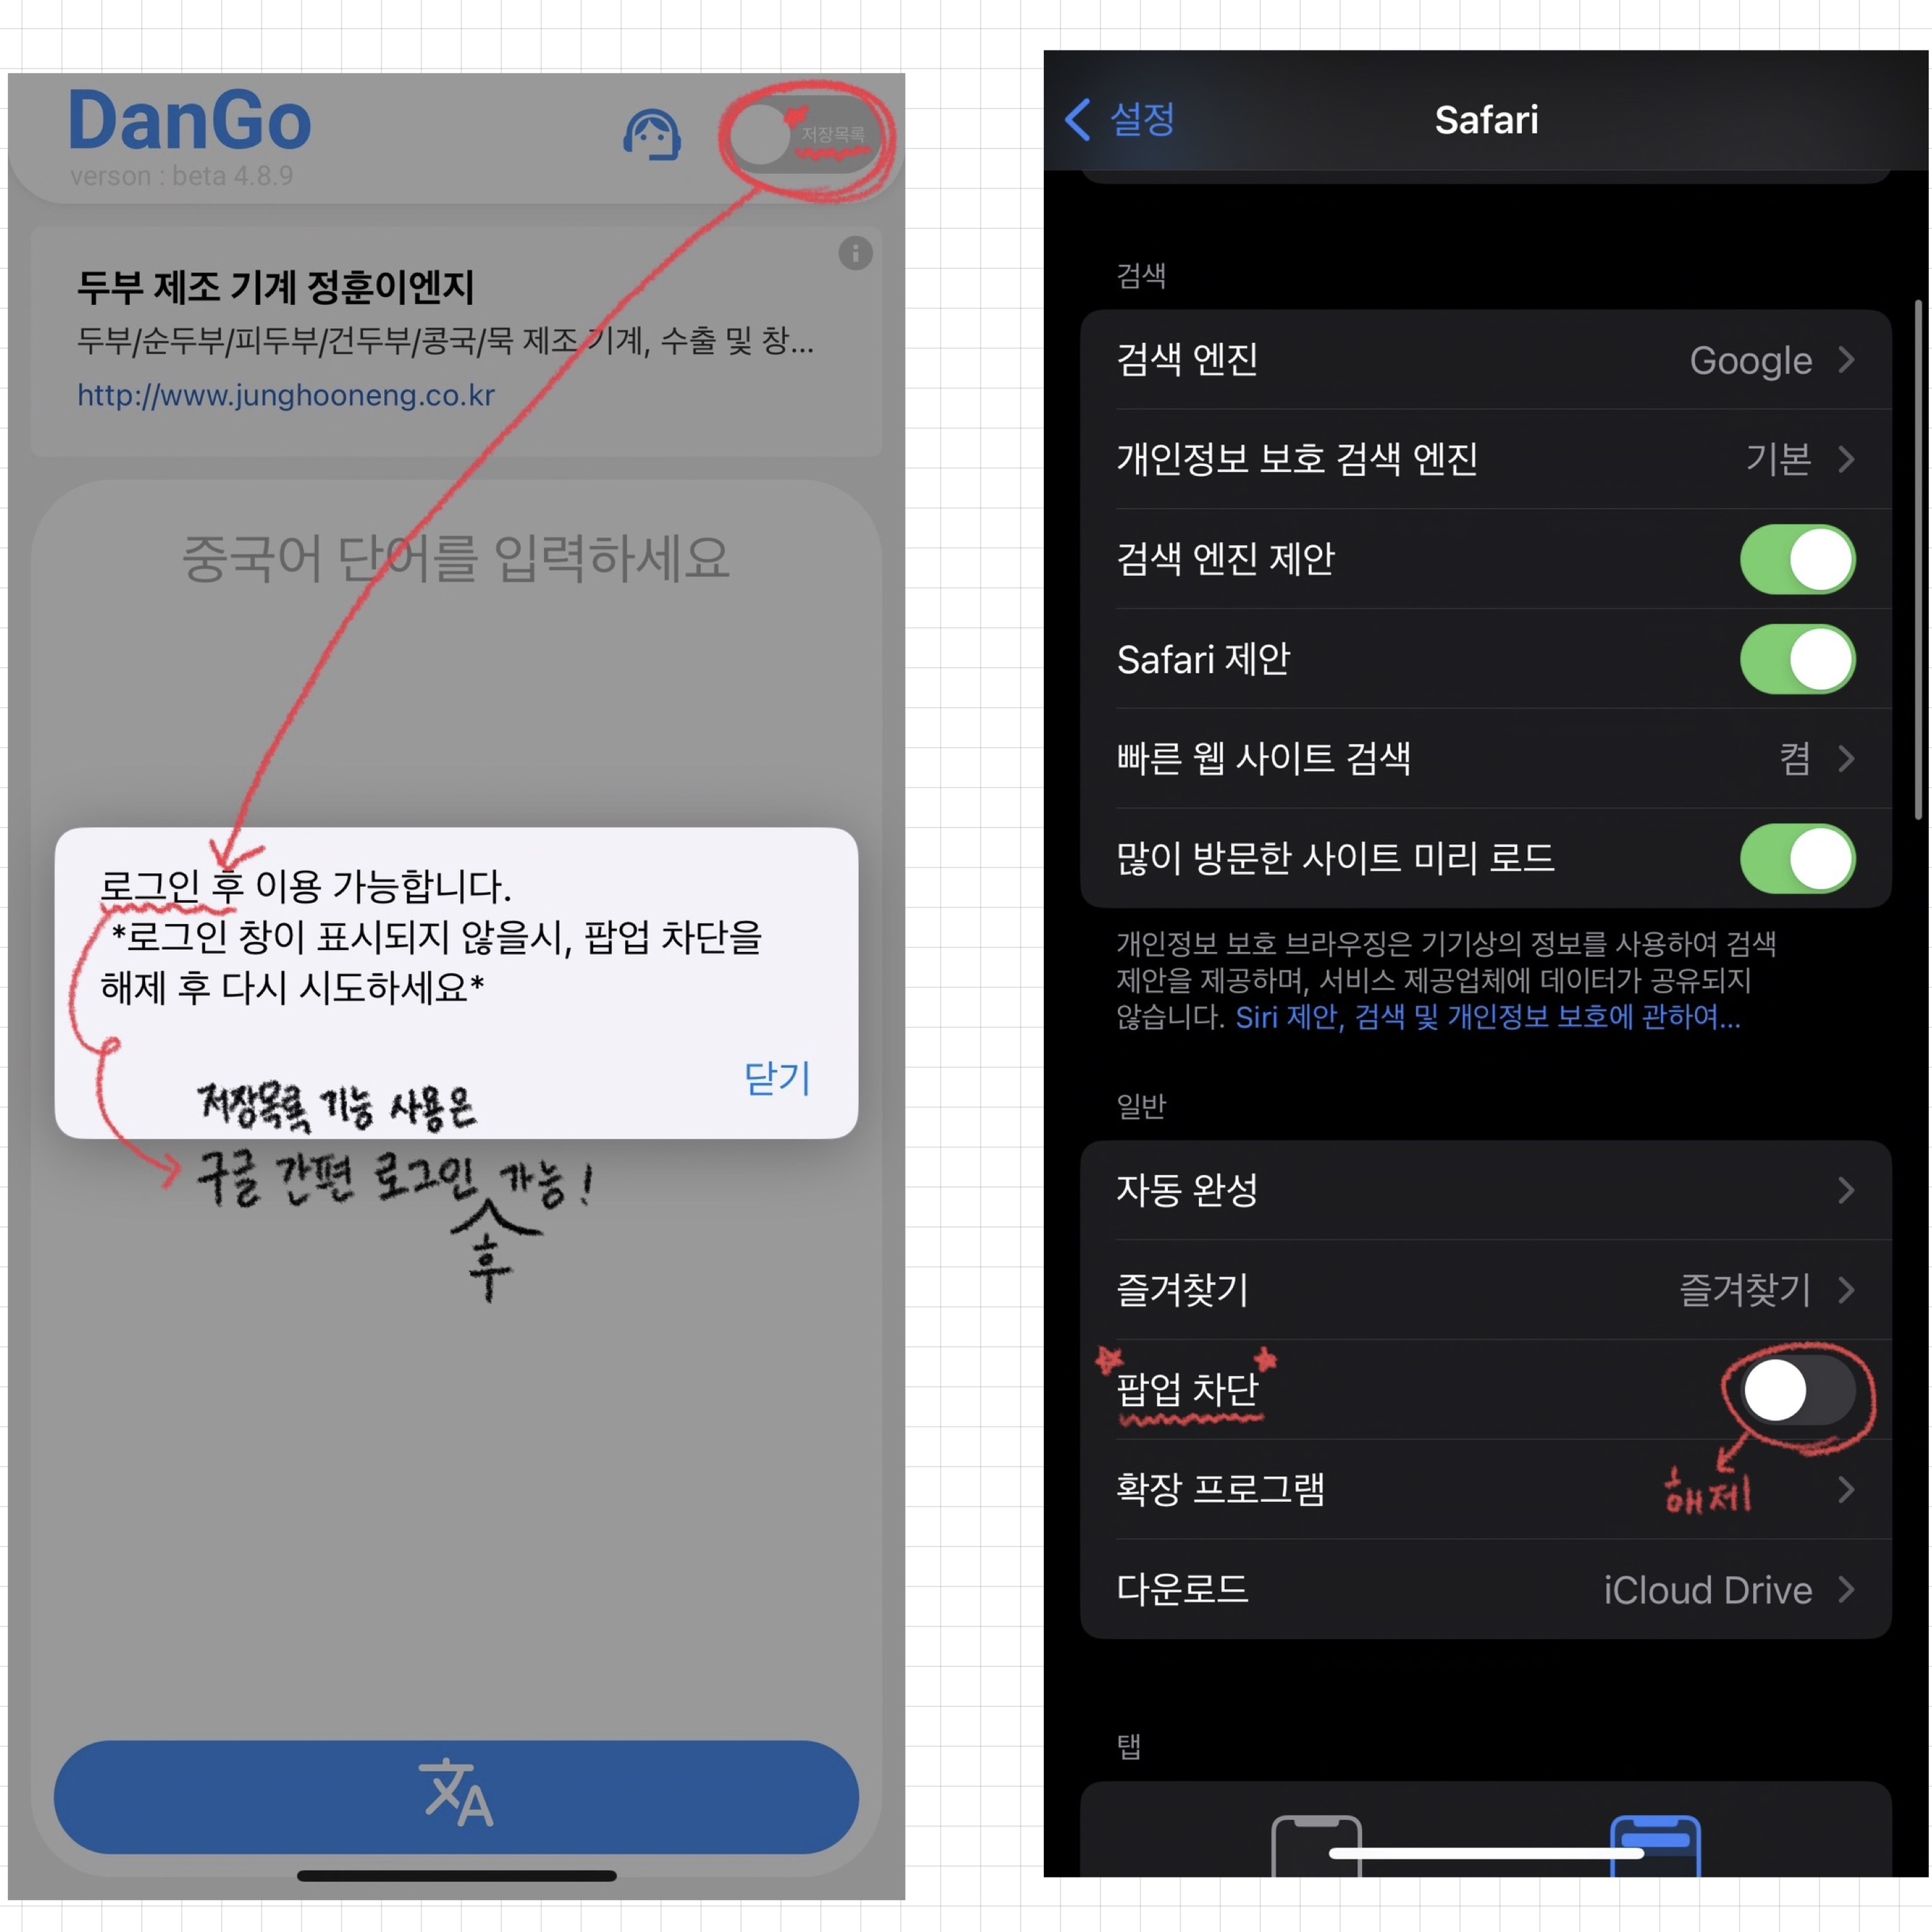 DanGo
verson : beta 4.8.9
저장목록
두부 제조 기계 정훈이엔지
두부/순두부/피두부/건두부/콩국/묵 제조 기계, 수출 및 창...
http://www.junghooneng.co.kr
중국어 단어를 입력하세요
로그인 후 이용 가능합니다.
*로그인 창이 표시되지 않을시, 팝업 차단을
해제 후 다시 시도하세요*
닫기
저장목록 기능 사용은
구글 간편 로그인 가능!
후
설정
Safari
검색
검색 엔진
Google
개인정보 보호 검색 엔진
기본
검색 엔진 제안
Safari 제안
빠른 웹 사이트 검색
켬
많이 방문한 사이트 미리 로드
개인정보 보호 브라우징은 기기상의 정보를 사용하여 검색
제안을 제공하며, 서비스 제공업체에 데이터가 공유되지
않습니다. Siri 제안, 검색 및 개인정보 보호에 관하여...
일반
자동 완성
즐겨찾기
즐겨찾기
팝업 차단
해제
확장 프로그램
다운로드
iCloud Drive
탭